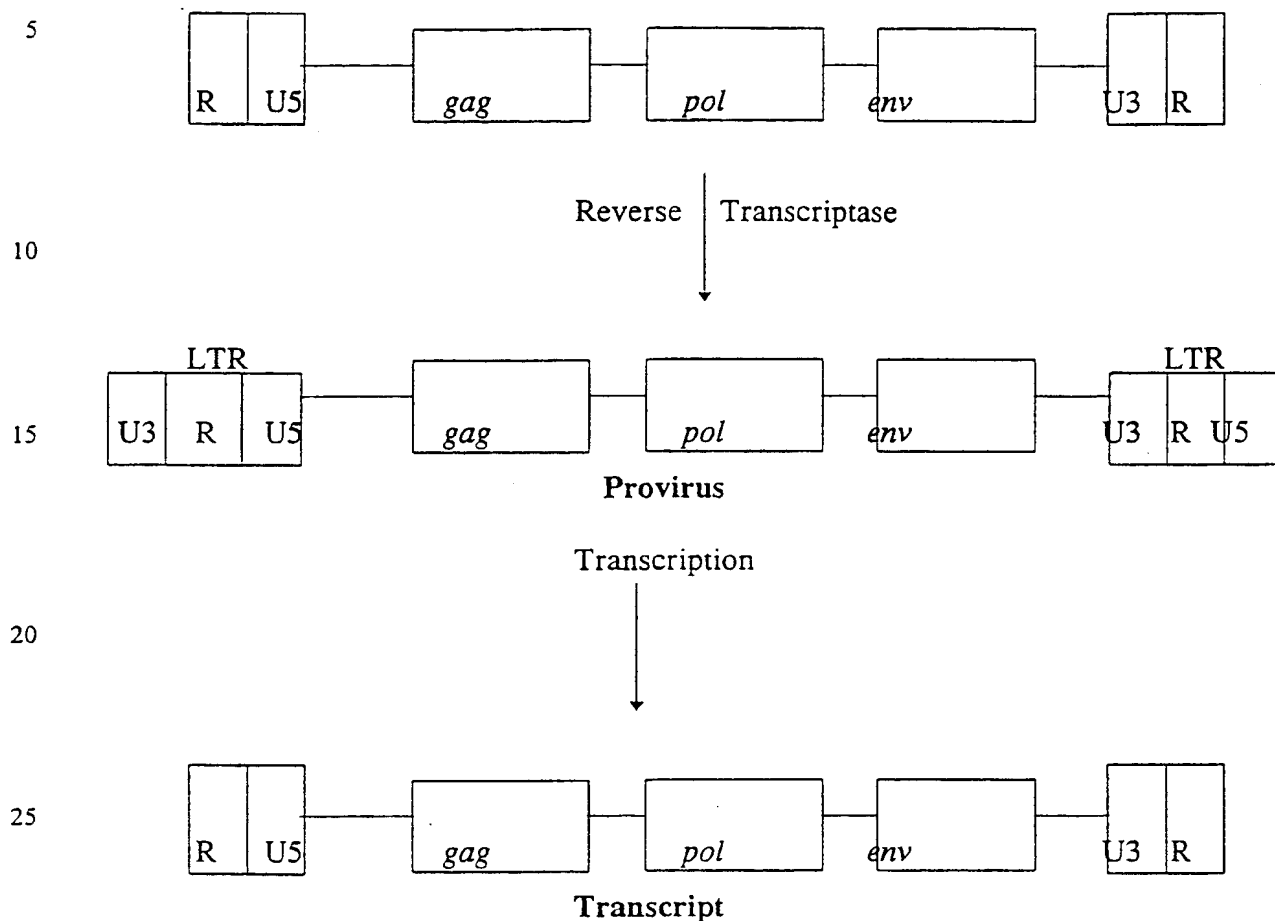 5
R U5 gag pol env U3 R
Reverse Transcriptase
10
LTR LTR
15 U3 R U5 gag pol env U3 R U5
Provirus
Transcription
20
25
R U5 gag pol env U3 R
Transcript